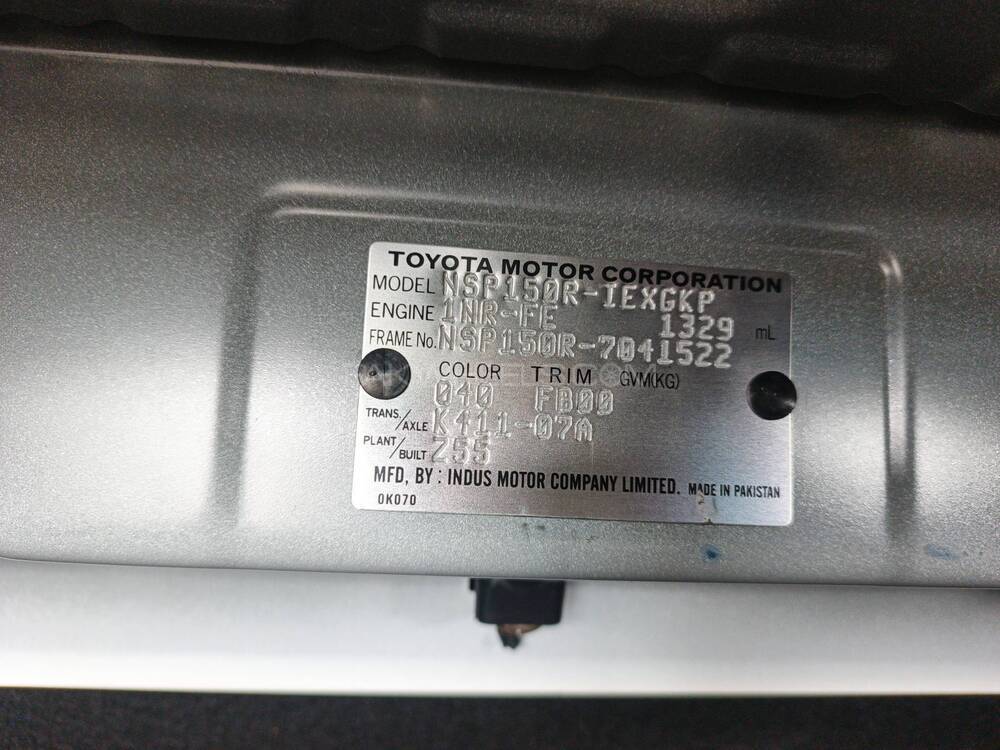 TOYOTA MOTOR CORPORATION
MODEL NSP150R-IEXGKP
ENGINE 1NR-FE 1329 mL
FRAME No. NSP150R-7041522
COLOR TRIM GVM(KG)
040 FB00
TRANS./AXLE K411-07A
PLANT/BUILT Z55
MFD, BY : INDUS MOTOR COMPANY LIMITED. MADE IN PAKISTAN
0K070